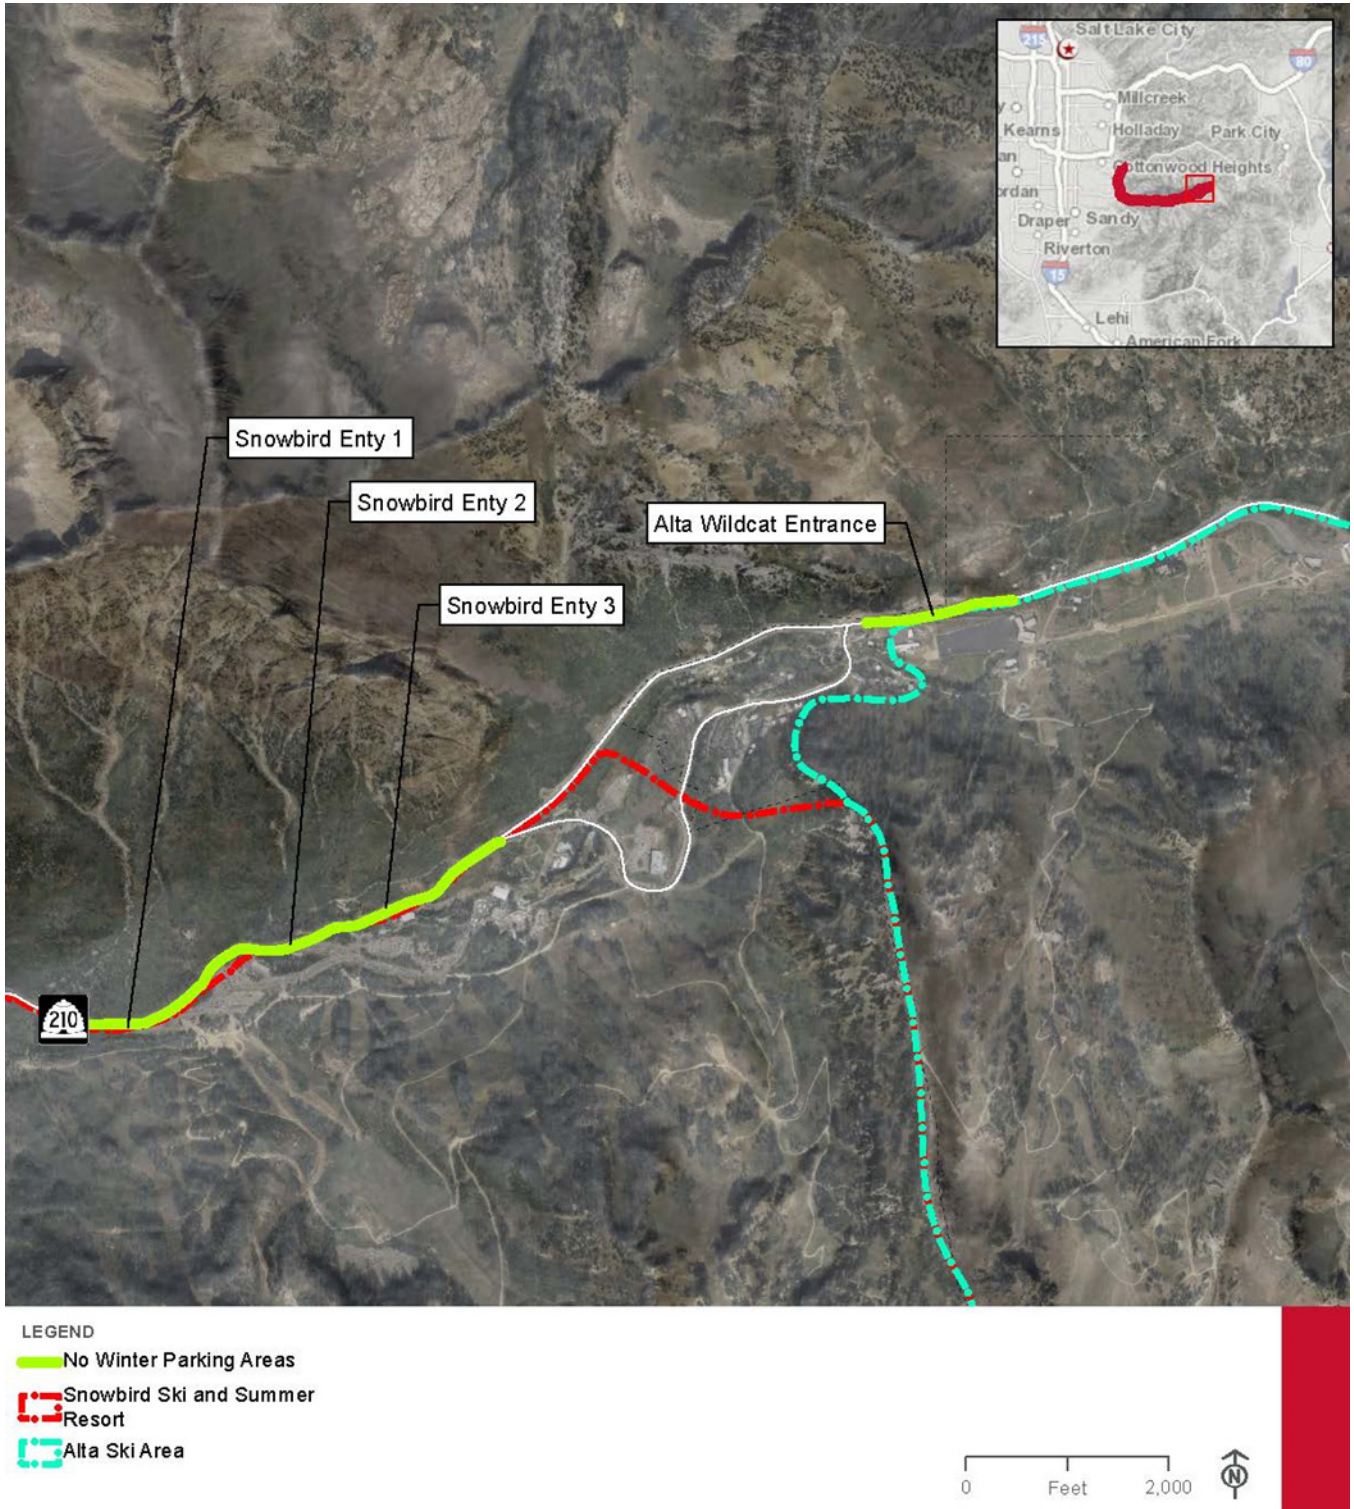 Salt Lake City
215
80
Millcreek
Kearns
Holladay
Park City
Cottonwood Heights
Draper
Sandy
Riverton
15
Lehi
American Fork
Snowbird Enty 1
Snowbird Enty 2
Alta Wildcat Entrance
Snowbird Enty 3
210
LEGEND
No Winter Parking Areas
Snowbird Ski and Summer
Resort
Alta Ski Area
0 Feet 2,000
N